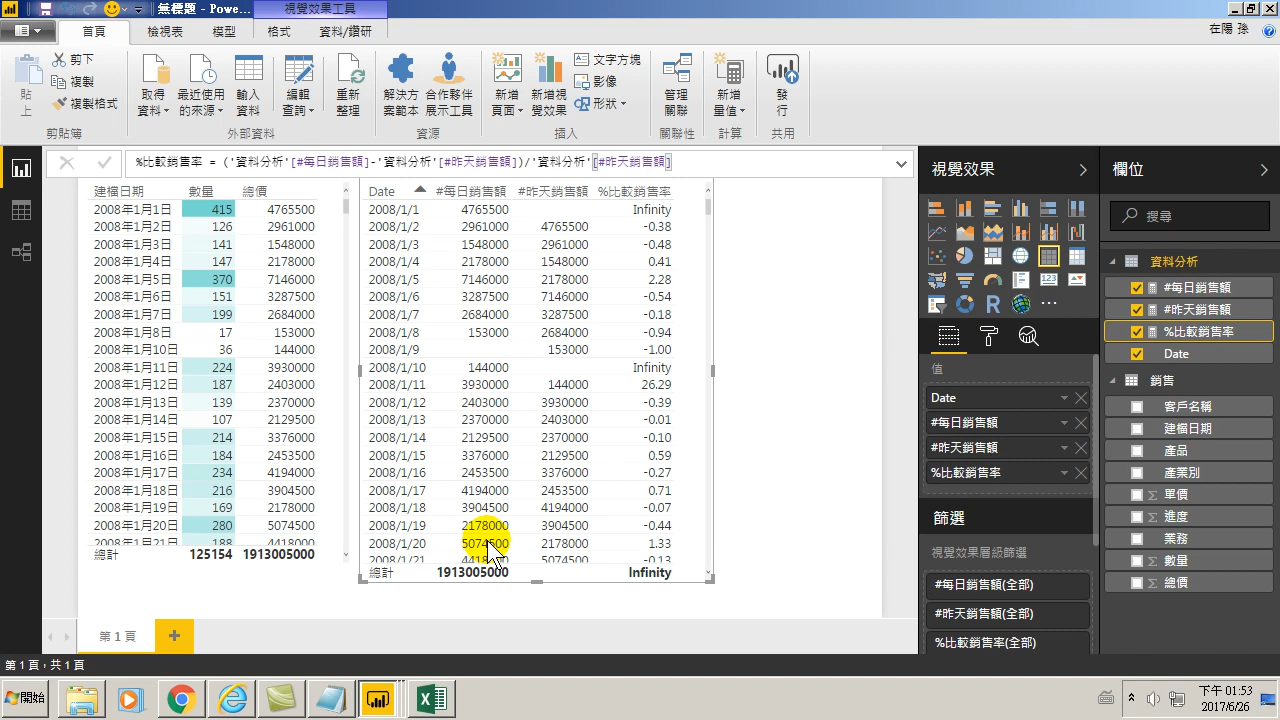 無標題 - Powe...
視覺效果工具
首頁
檢視表
模型
格式
資料/鑽研
在陽 孫
貼上
剪下
複製
複製格式
剪貼簿
取得資料
最近使用的來源
輸入資料
編輯查詢
重新整理
外部資料
解決方案範本
合作夥伴展示工具
資源
新增頁面
新增視覺效果
文字方塊
影像
形狀
插入
管理關聯
關聯性
新增量值
計算
發行
共用
%比較銷售率 = ('資料分析'[#每日銷售額]-'資料分析'[#昨天銷售額])/'資料分析'[#昨天銷售額]
建檔日期 數量 總價
2008年1月1日 415 4765500
2008年1月2日 126 2961000
2008年1月3日 141 1548000
2008年1月4日 147 2178000
2008年1月5日 370 7146000
2008年1月6日 151 3287500
2008年1月7日 199 2684000
2008年1月8日 17 153000
2008年1月10日 36 144000
2008年1月11日 224 3930000
2008年1月12日 187 2403000
2008年1月13日 139 2370000
2008年1月14日 107 2129500
2008年1月15日 214 3376000
2008年1月16日 184 2453500
2008年1月17日 234 4194000
2008年1月18日 216 3904500
2008年1月19日 169 2178000
2008年1月20日 280 5074500
2008年1月21日 188 4418000
總計 125154 1913005000
Date #每日銷售額 #昨天銷售額 %比較銷售率
2008/1/1 4765500 Infinity
2008/1/2 2961000 4765500 -0.38
2008/1/3 1548000 2961000 -0.48
2008/1/4 2178000 1548000 0.41
2008/1/5 7146000 2178000 2.28
2008/1/6 3287500 7146000 -0.54
2008/1/7 2684000 3287500 -0.18
2008/1/8 153000 2684000 -0.94
2008/1/9 153000 -1.00
2008/1/10 144000 Infinity
2008/1/11 3930000 144000 26.29
2008/1/12 2403000 3930000 -0.39
2008/1/13 2370000 2403000 -0.01
2008/1/14 2129500 2370000 -0.10
2008/1/15 3376000 2129500 0.59
2008/1/16 2453500 3376000 -0.27
2008/1/17 4194000 2453500 0.71
2008/1/18 3904500 4194000 -0.07
2008/1/19 2178000 3904500 -0.44
2008/1/20 5074500 2178000 1.33
2008/1/21 5074500 -0.13
總計 1913005000 Infinity
視覺效果
R
123
值
Date
#每日銷售額
#昨天銷售額
%比較銷售率
篩選
視覺效果層級篩選
#每日銷售額(全部)
#昨天銷售額(全部)
%比較銷售率(全部)
欄位
搜尋
資料分析
#每日銷售額
#昨天銷售額
%比較銷售率
Date
銷售
客戶名稱
建檔日期
產品
產業別
Σ 單價
Σ 進度
業務
Σ 數量
Σ 總價
第 1 頁
第 1 頁，共 1 頁
開始
下午 01:53
2017/6/26